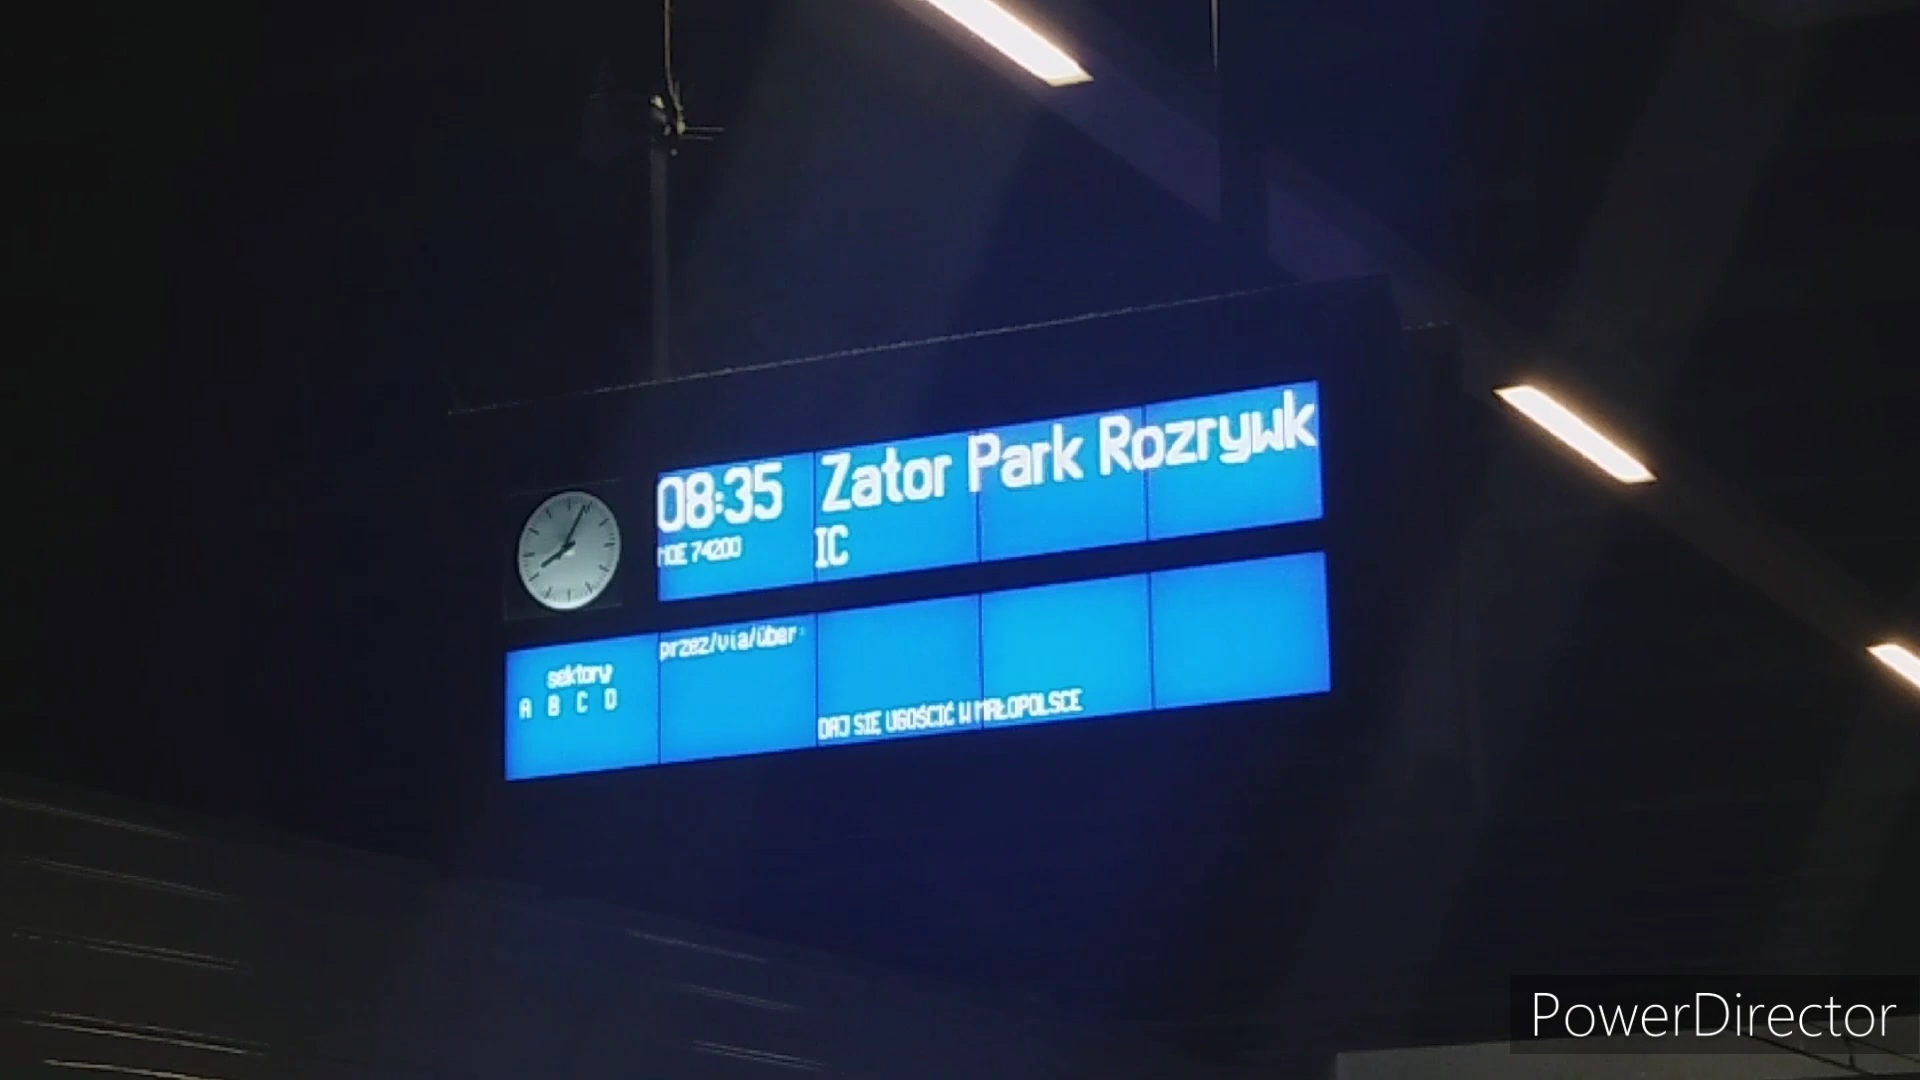 08:35 Zator Park Rozrywk
MOE 74200 IC
sektory
A B C D
przez/via/über:
DAJ SIĘ UGOŚCIĆ W MAŁOPOLSCE
PowerDirector